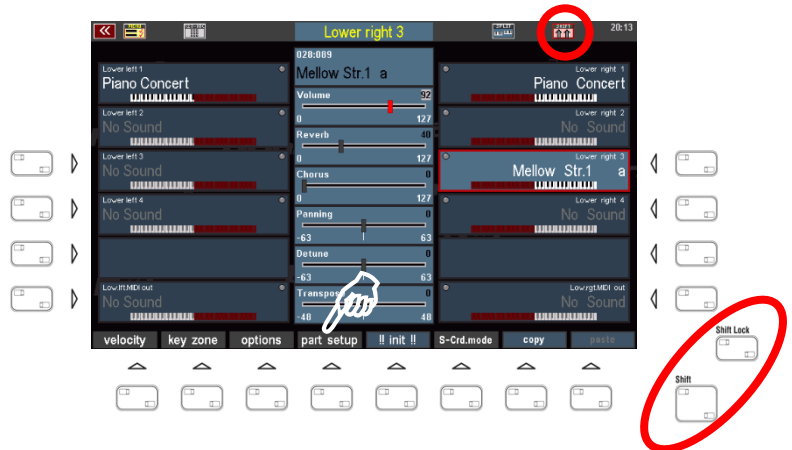 MENU
Lower right 3
SPLIT
SHIFT
20:13
028:089
Mellow Str.1 a
Volume 92
0 127
Reverb 40
0 127
Chorus 0
0 127
Panning 0
-63 63
Detune 0
-63 63
-48 48
Lower left 1
Piano Concert
Lower left 2
No Sound
Lower left 3
No Sound
Lower left 4
No Sound
Low.lft.MIDI out
No Sound
Lower right 1
Piano Concert
Lower right 2
No Sound
Lower right 3
Mellow Str.1 a
Lower right 4
No Sound
Low.rgt.MIDI out
No Sound
velocity key zone options part setup !! init !! S-Crd.mode copy paste
Shift Lock
Shift